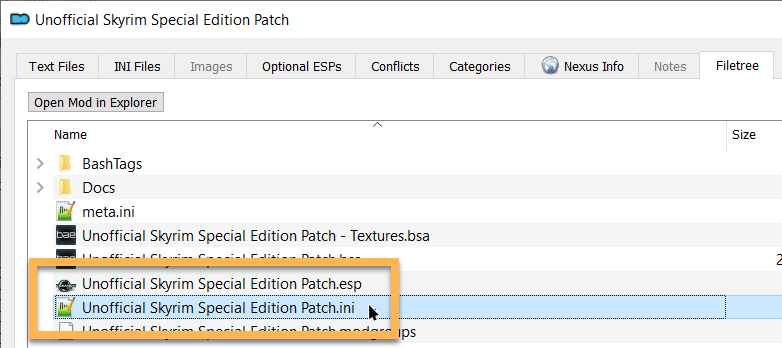 Unofficial Skyrim Special Edition Patch
Text Files INI Files Images Optional ESPs Conflicts Categories Nexus Info Notes Filetree
Open Mod in Explorer
Name Size
BashTags
Docs
meta.ini
bae Unofficial Skyrim Special Edition Patch - Textures.bsa
bae Unofficial Skyrim Special Edition Patch.bsa 2
Unofficial Skyrim Special Edition Patch.esp
Unofficial Skyrim Special Edition Patch.ini
Unofficial Skyrim Special Edition Patch.modgroups